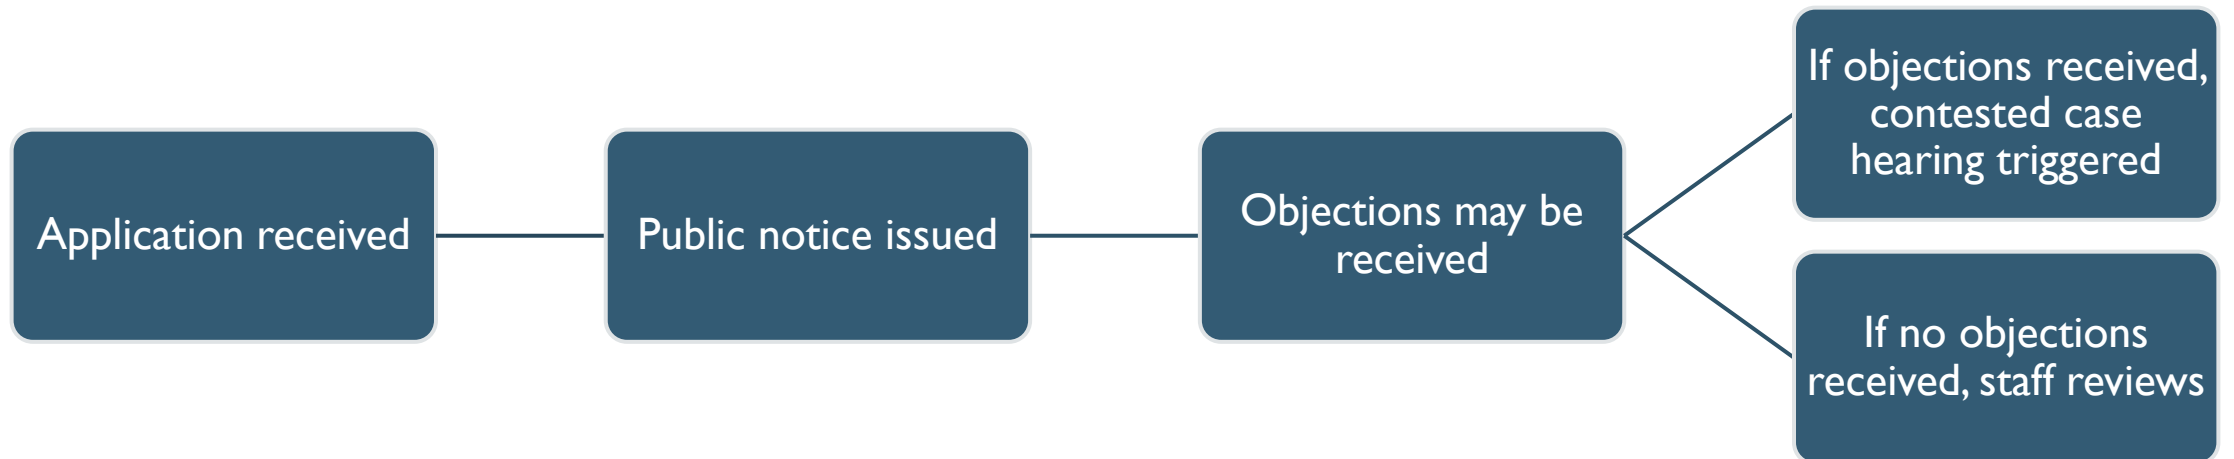 Application received
Public notice issued
Objections may be
received
If objections received,
contested case
hearing triggered
If no objections
received, staff reviews